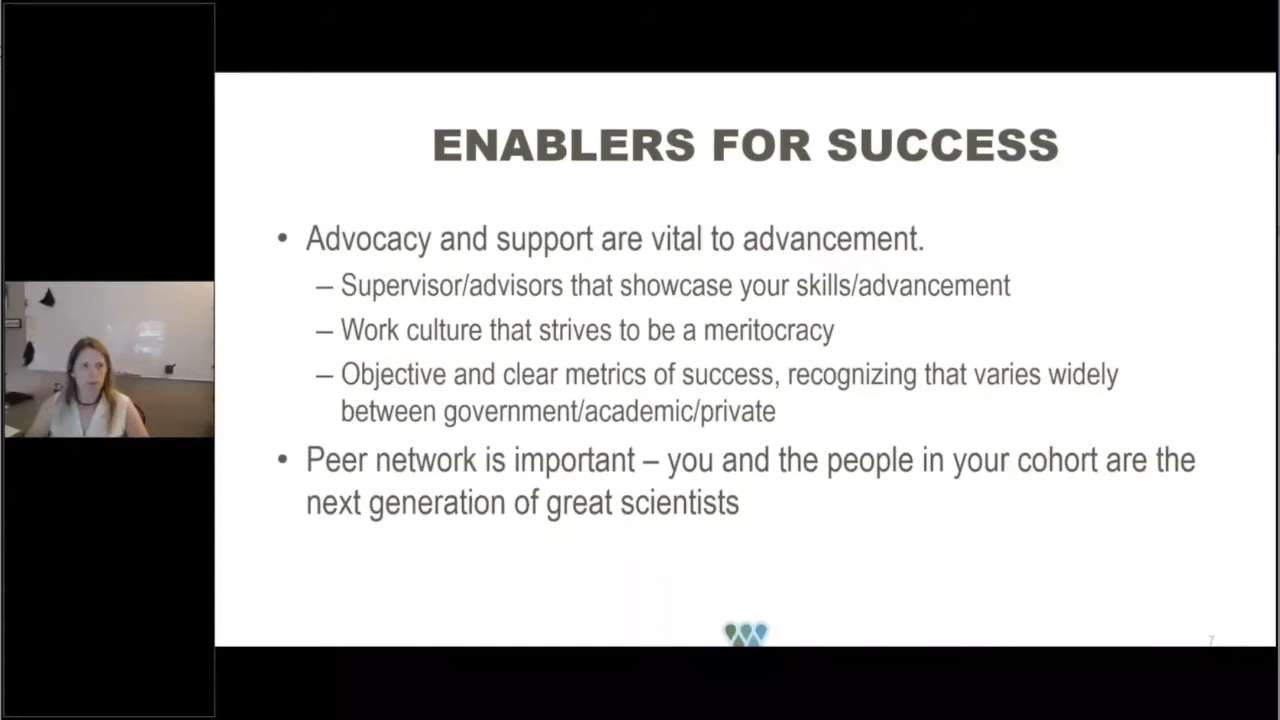 ENABLERS FOR SUCCESS
• Advocacy and support are vital to advancement.
– Supervisor/advisors that showcase your skills/advancement
– Work culture that strives to be a meritocracy
– Objective and clear metrics of success, recognizing that varies widely
between government/academic/private
• Peer network is important – you and the people in your cohort are the
next generation of great scientists
7